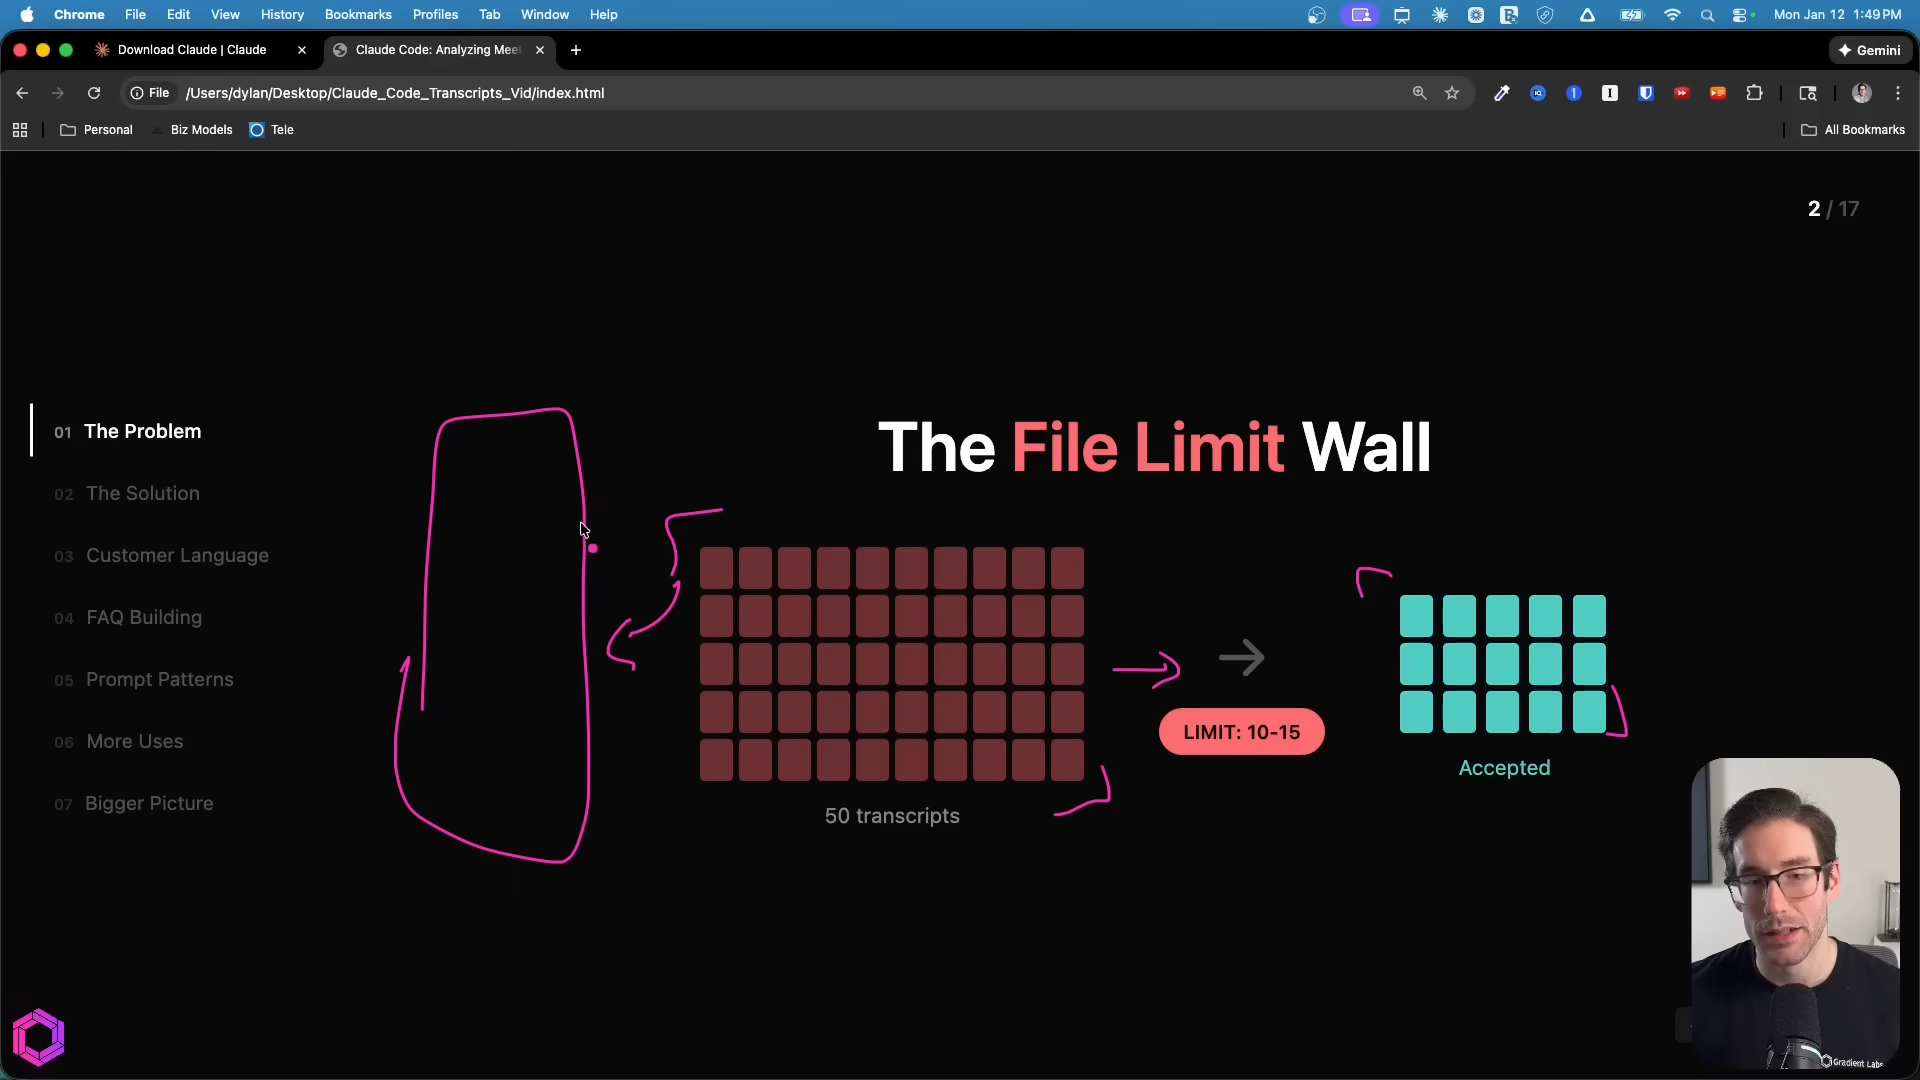 Chrome File Edit View History Bookmarks Profiles Tab Window Help
Mon Jan 12 1:49 PM
Download Claude | Claude
Claude Code: Analyzing Meet
Gemini
File /Users/dylan/Desktop/Claude_Code_Transcripts_Vid/index.html
Personal Biz Models Tele
All Bookmarks
2 / 17
01 The Problem
02 The Solution
03 Customer Language
04 FAQ Building
05 Prompt Patterns
06 More Uses
07 Bigger Picture
The File Limit Wall
LIMIT: 10-15
50 transcripts
Accepted
Gradient Labs